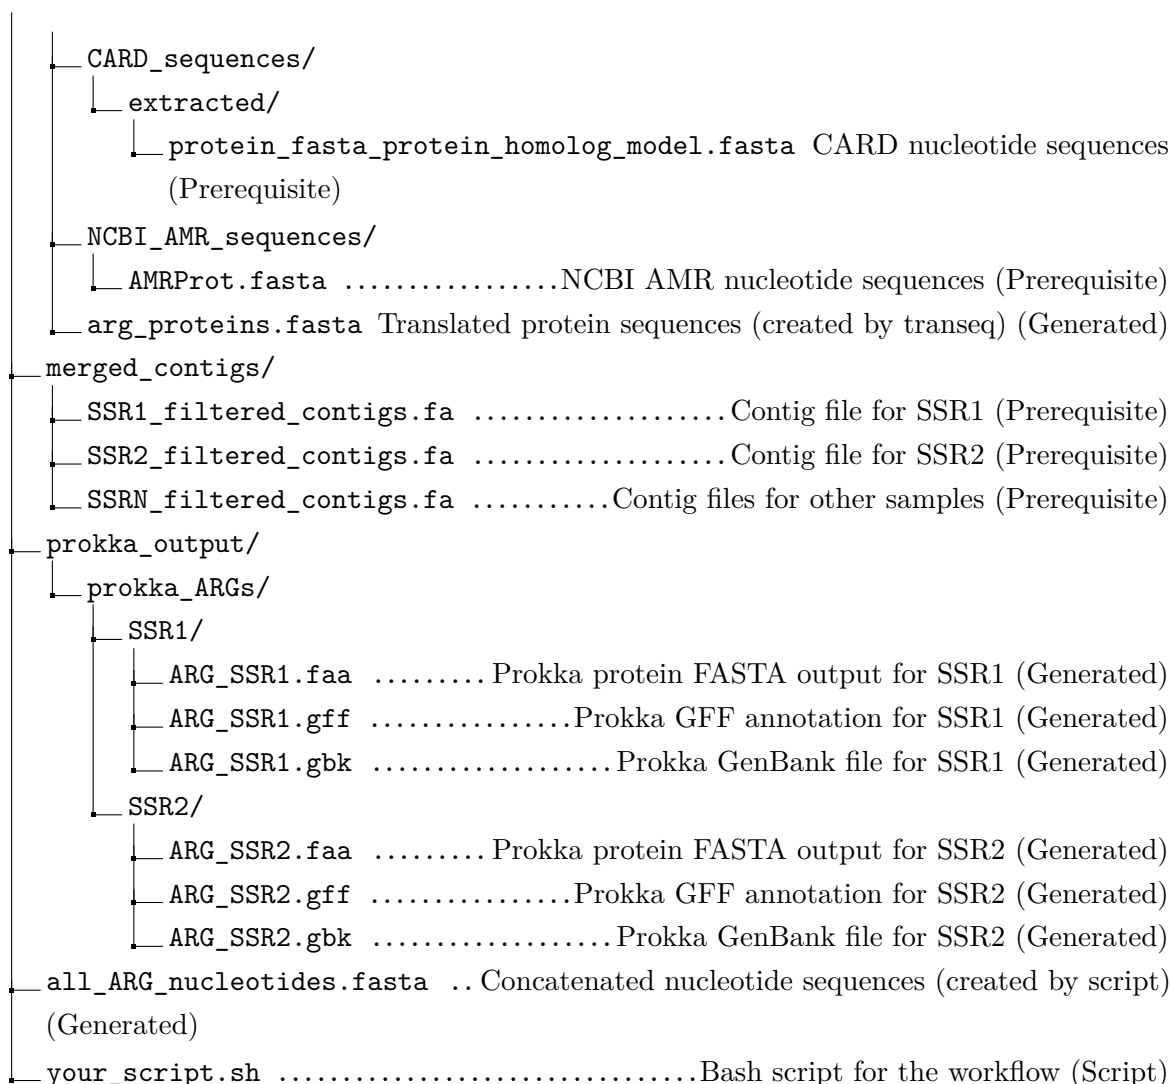 CARD_sequences/
extracted/
protein_fasta_protein_homolog_model.fasta CARD nucleotide sequences
(Prerequisite)
NCBI_AMR_sequences/
AMRProt.fasta .................NCBI AMR nucleotide sequences (Prerequisite)
arg_proteins.fasta Translated protein sequences (created by transeq) (Generated)
merged_contigs/
SSR1_filtered_contigs.fa ....................Contig file for SSR1 (Prerequisite)
SSR2_filtered_contigs.fa ....................Contig file for SSR2 (Prerequisite)
SSRN_filtered_contigs.fa ...........Contig files for other samples (Prerequisite)
prokka_output/
prokka_ARGs/
SSR1/
ARG_SSR1.faa .........Prokka protein FASTA output for SSR1 (Generated)
ARG_SSR1.gff ................Prokka GFF annotation for SSR1 (Generated)
ARG_SSR1.gbk ...................Prokka GenBank file for SSR1 (Generated)
SSR2/
ARG_SSR2.faa .........Prokka protein FASTA output for SSR2 (Generated)
ARG_SSR2.gff ................Prokka GFF annotation for SSR2 (Generated)
ARG_SSR2.gbk ...................Prokka GenBank file for SSR2 (Generated)
all_ARG_nucleotides.fasta ..Concatenated nucleotide sequences (created by script)
(Generated)
your_script.sh .................................Bash script for the workflow (Script)